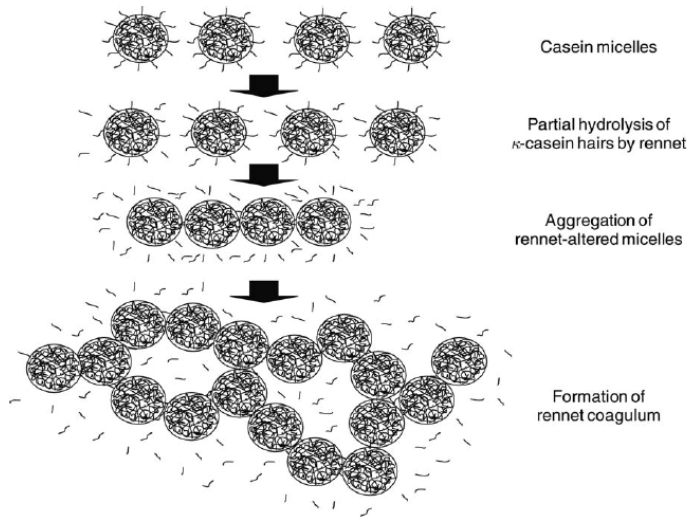 Casein micelles
Partial hydrolysis of
κ-casein hairs by rennet
Aggregation of
rennet-altered micelles
Formation of
rennet coagulum